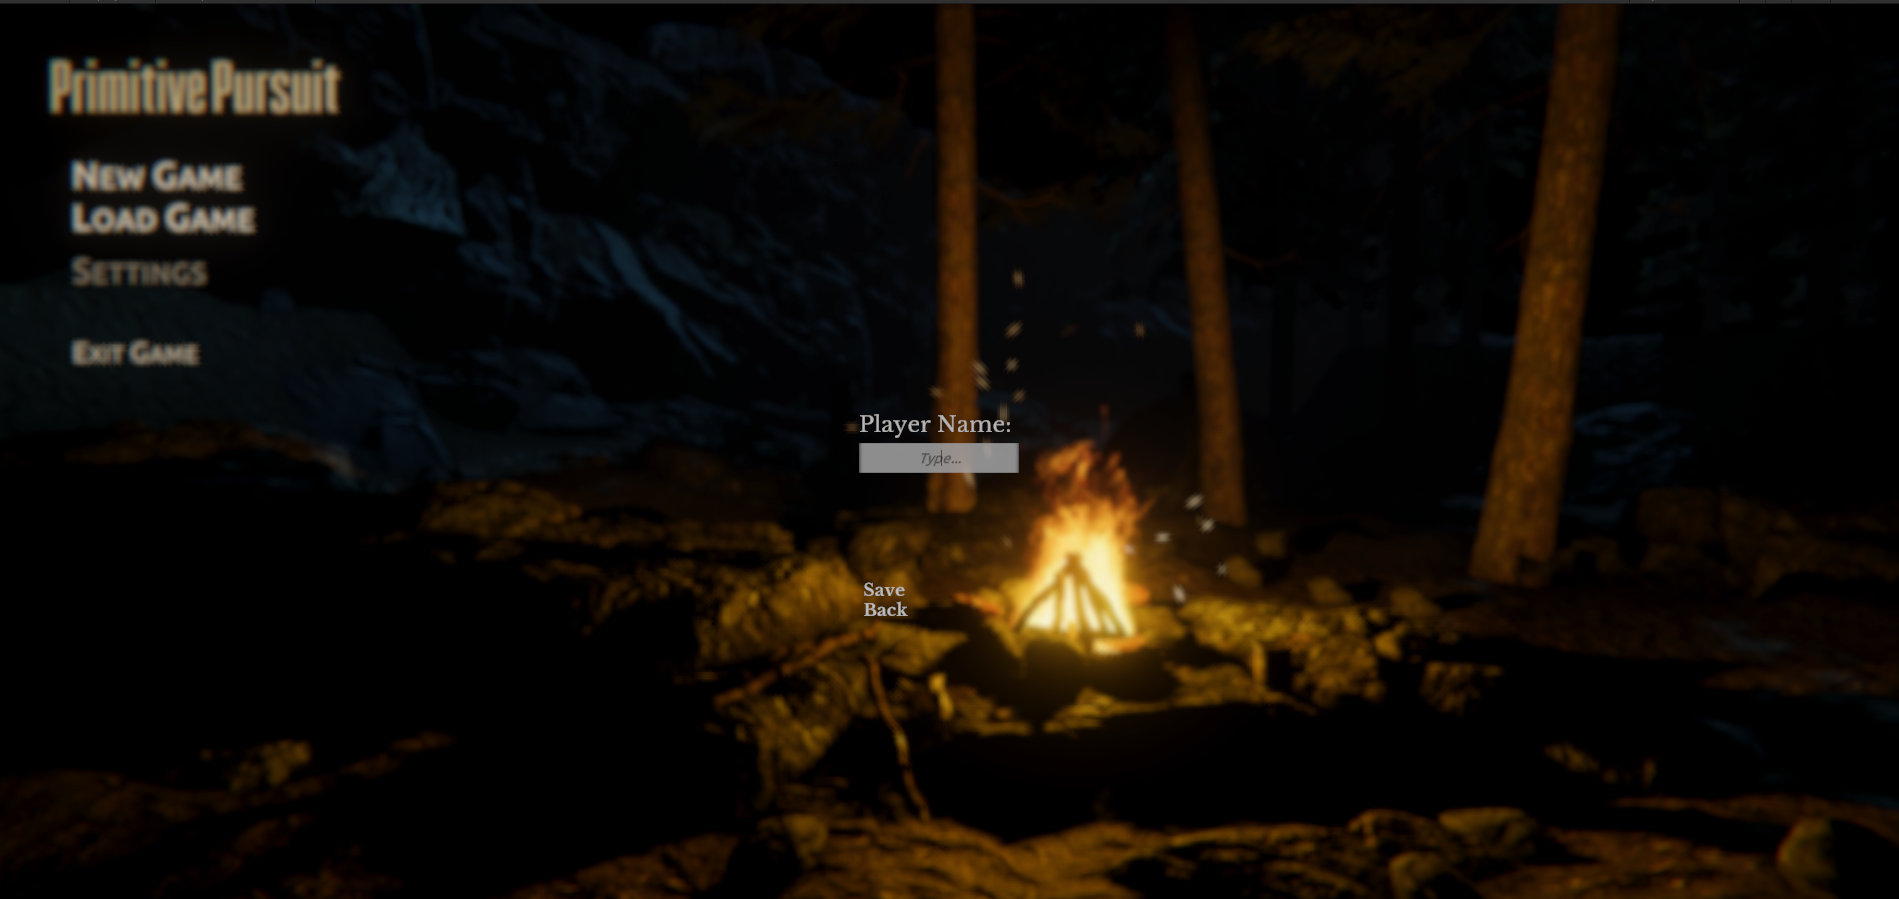 Primitive Pursuit
New Game
Load Game
Settings
Exit Game
Player Name:
Type...
Save
Back